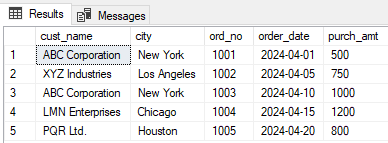 Results Messages
cust_name city ord_no order_date purch_amt
1 ABC Corporation New York 1001 2024-04-01 500
2 XYZ Industries Los Angeles 1002 2024-04-05 750
3 ABC Corporation New York 1003 2024-04-10 1000
4 LMN Enterprises Chicago 1004 2024-04-15 1200
5 PQR Ltd. Houston 1005 2024-04-20 800